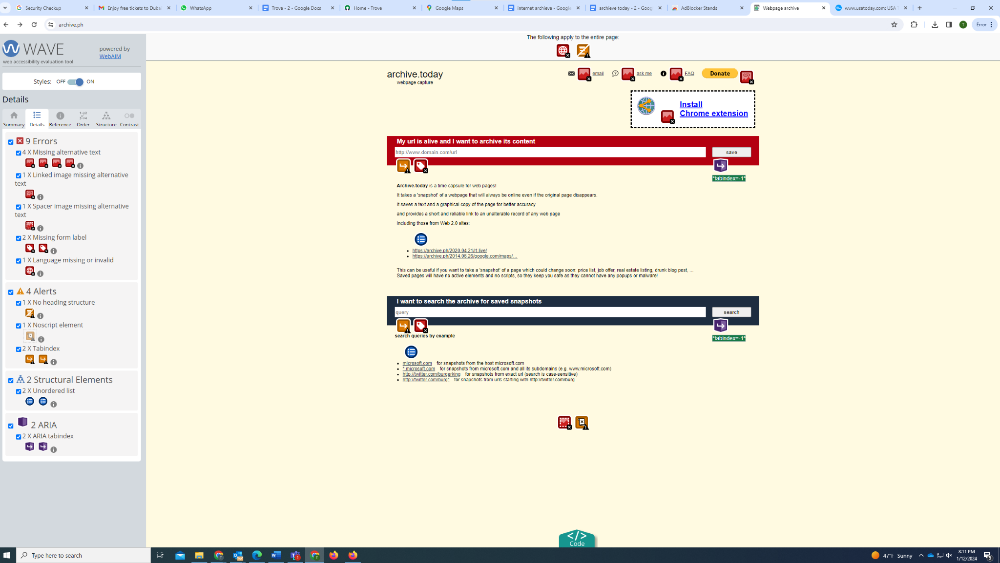 Security Checkup
Enjoy free tickets to Duba
WhatsApp
Trove - 2 - Google Docs
Home - Trove
Google Maps
internet archieve - Google
archieve today - 2 - Goog
AdBlocker Stands
Webpage archive
www.usatoday.com: USA
archive.ph
T
Error
WAVE
web accessibility evaluation tool
powered by
WebAIM
Styles: OFF ON
Details
Summary Details Reference Order Structure Contrast
9 Errors
4 X Missing alternative text
1 X Linked image missing alternative
text
1 X Spacer image missing alternative
text
2 X Missing form label
1 X Language missing or invalid
4 Alerts
1 X No heading structure
1 X Noscript element
2 X Tabindex
2 Structural Elements
2 X Unordered list
2 ARIA
2 X ARIA tabindex
The following apply to the entire page:
archive.today
webpage capture
email
ask me
FAQ
Donate
Install
Chrome extension
My url is alive and I want to archive its content
http://www.domain.com/url
save
*tabindex=-1*
Archive.today is a time capsule for web pages!
It takes a 'snapshot' of a webpage that will always be online even if the original page disappears.
It saves a text and a graphical copy of the page for better accuracy
and provides a short and reliable link to an unalterable record of any web page
including those from Web 2.0 sites:
• https://archive.ph/2020.04.21/rt.live/
• https://archive.ph/2014.06.26/google.com/maps/...
This can be useful if you want to take a 'snapshot' of a page which could change soon: price list, job offer, real estate listing, drunk blog post, ...
Saved pages will have no active elements and no scripts, so they keep you safe as they cannot have any popups or malware!
I want to search the archive for saved snapshots
query
search
*tabindex=-1*
search queries by example
• microsoft.com for snapshots from the host microsoft.com
• *.microsoft.com for snapshots from microsoft.com and all its subdomains (e.g. www.microsoft.com)
• http://twitter.com/burgerking for snapshots from exact url (search is case-sensitive)
• http://twitter.com/burg* for snapshots from urls starting with http://twitter.com/burg
</>
Code
Type here to search
47°F Sunny
8:11 PM
1/12/2024
5